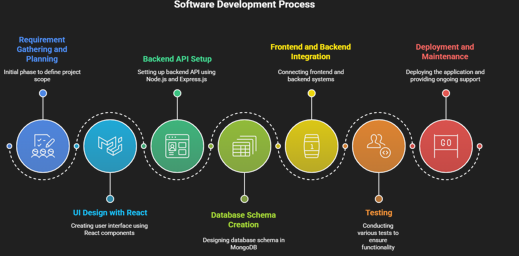 Software Development Process
Requirement
Gathering and
Planning
Initial phase to define project
scope
Backend API Setup
Setting up backend API using
Node.js and Express.js
Frontend and Backend
Integration
Connecting frontend and
backend systems
Deployment and
Maintenance
Deploying the application and
providing ongoing support
1
GO
UI Design with React
Creating user interface using
React components
Database Schema
Creation
Designing database schema in
MongoDB
Testing
Conducting
various tests to
ensure
functionality